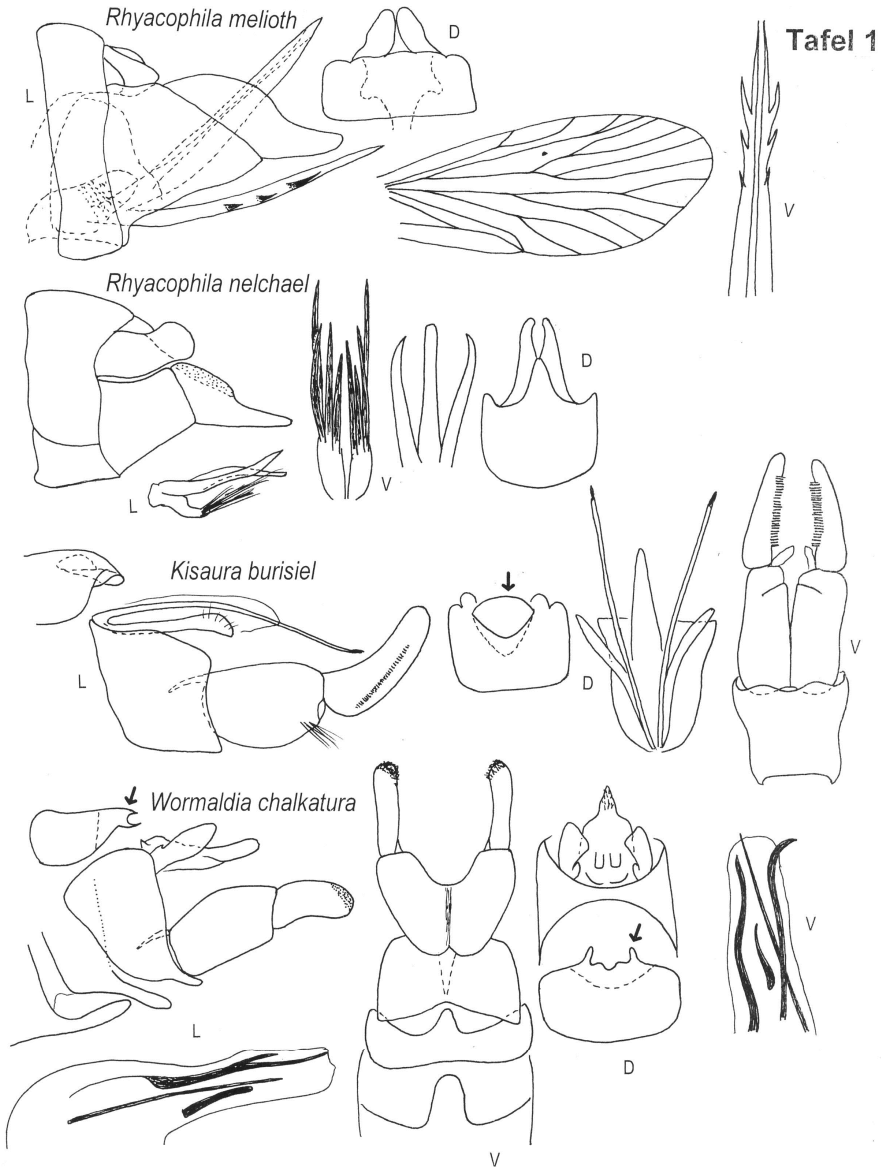 Rhyacophila melioth
D
Tafel 1
L
V
Rhyacophila nelchael
D
L
V
Kisaura burisiel
L
D
V
Wormaldia chalkatura
V
L
D
V